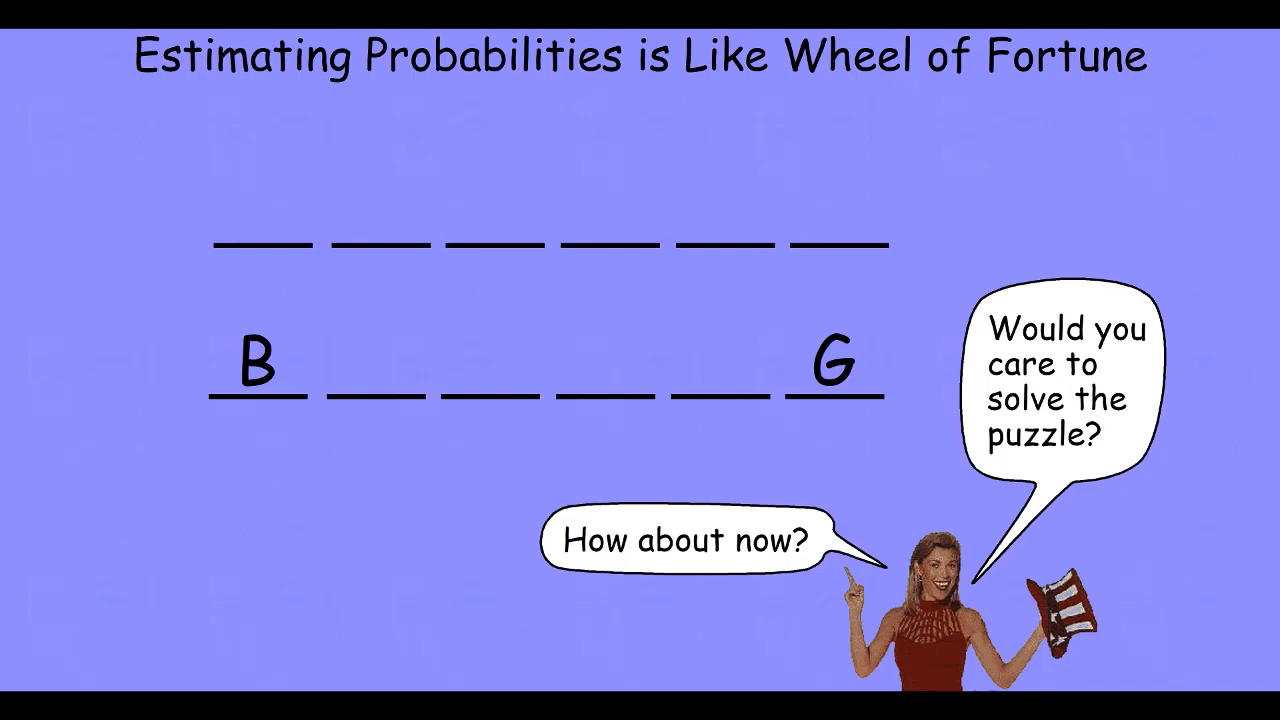 Estimating Probabilities is Like Wheel of Fortune
B G
Would you
care to
solve the
puzzle?
How about now?